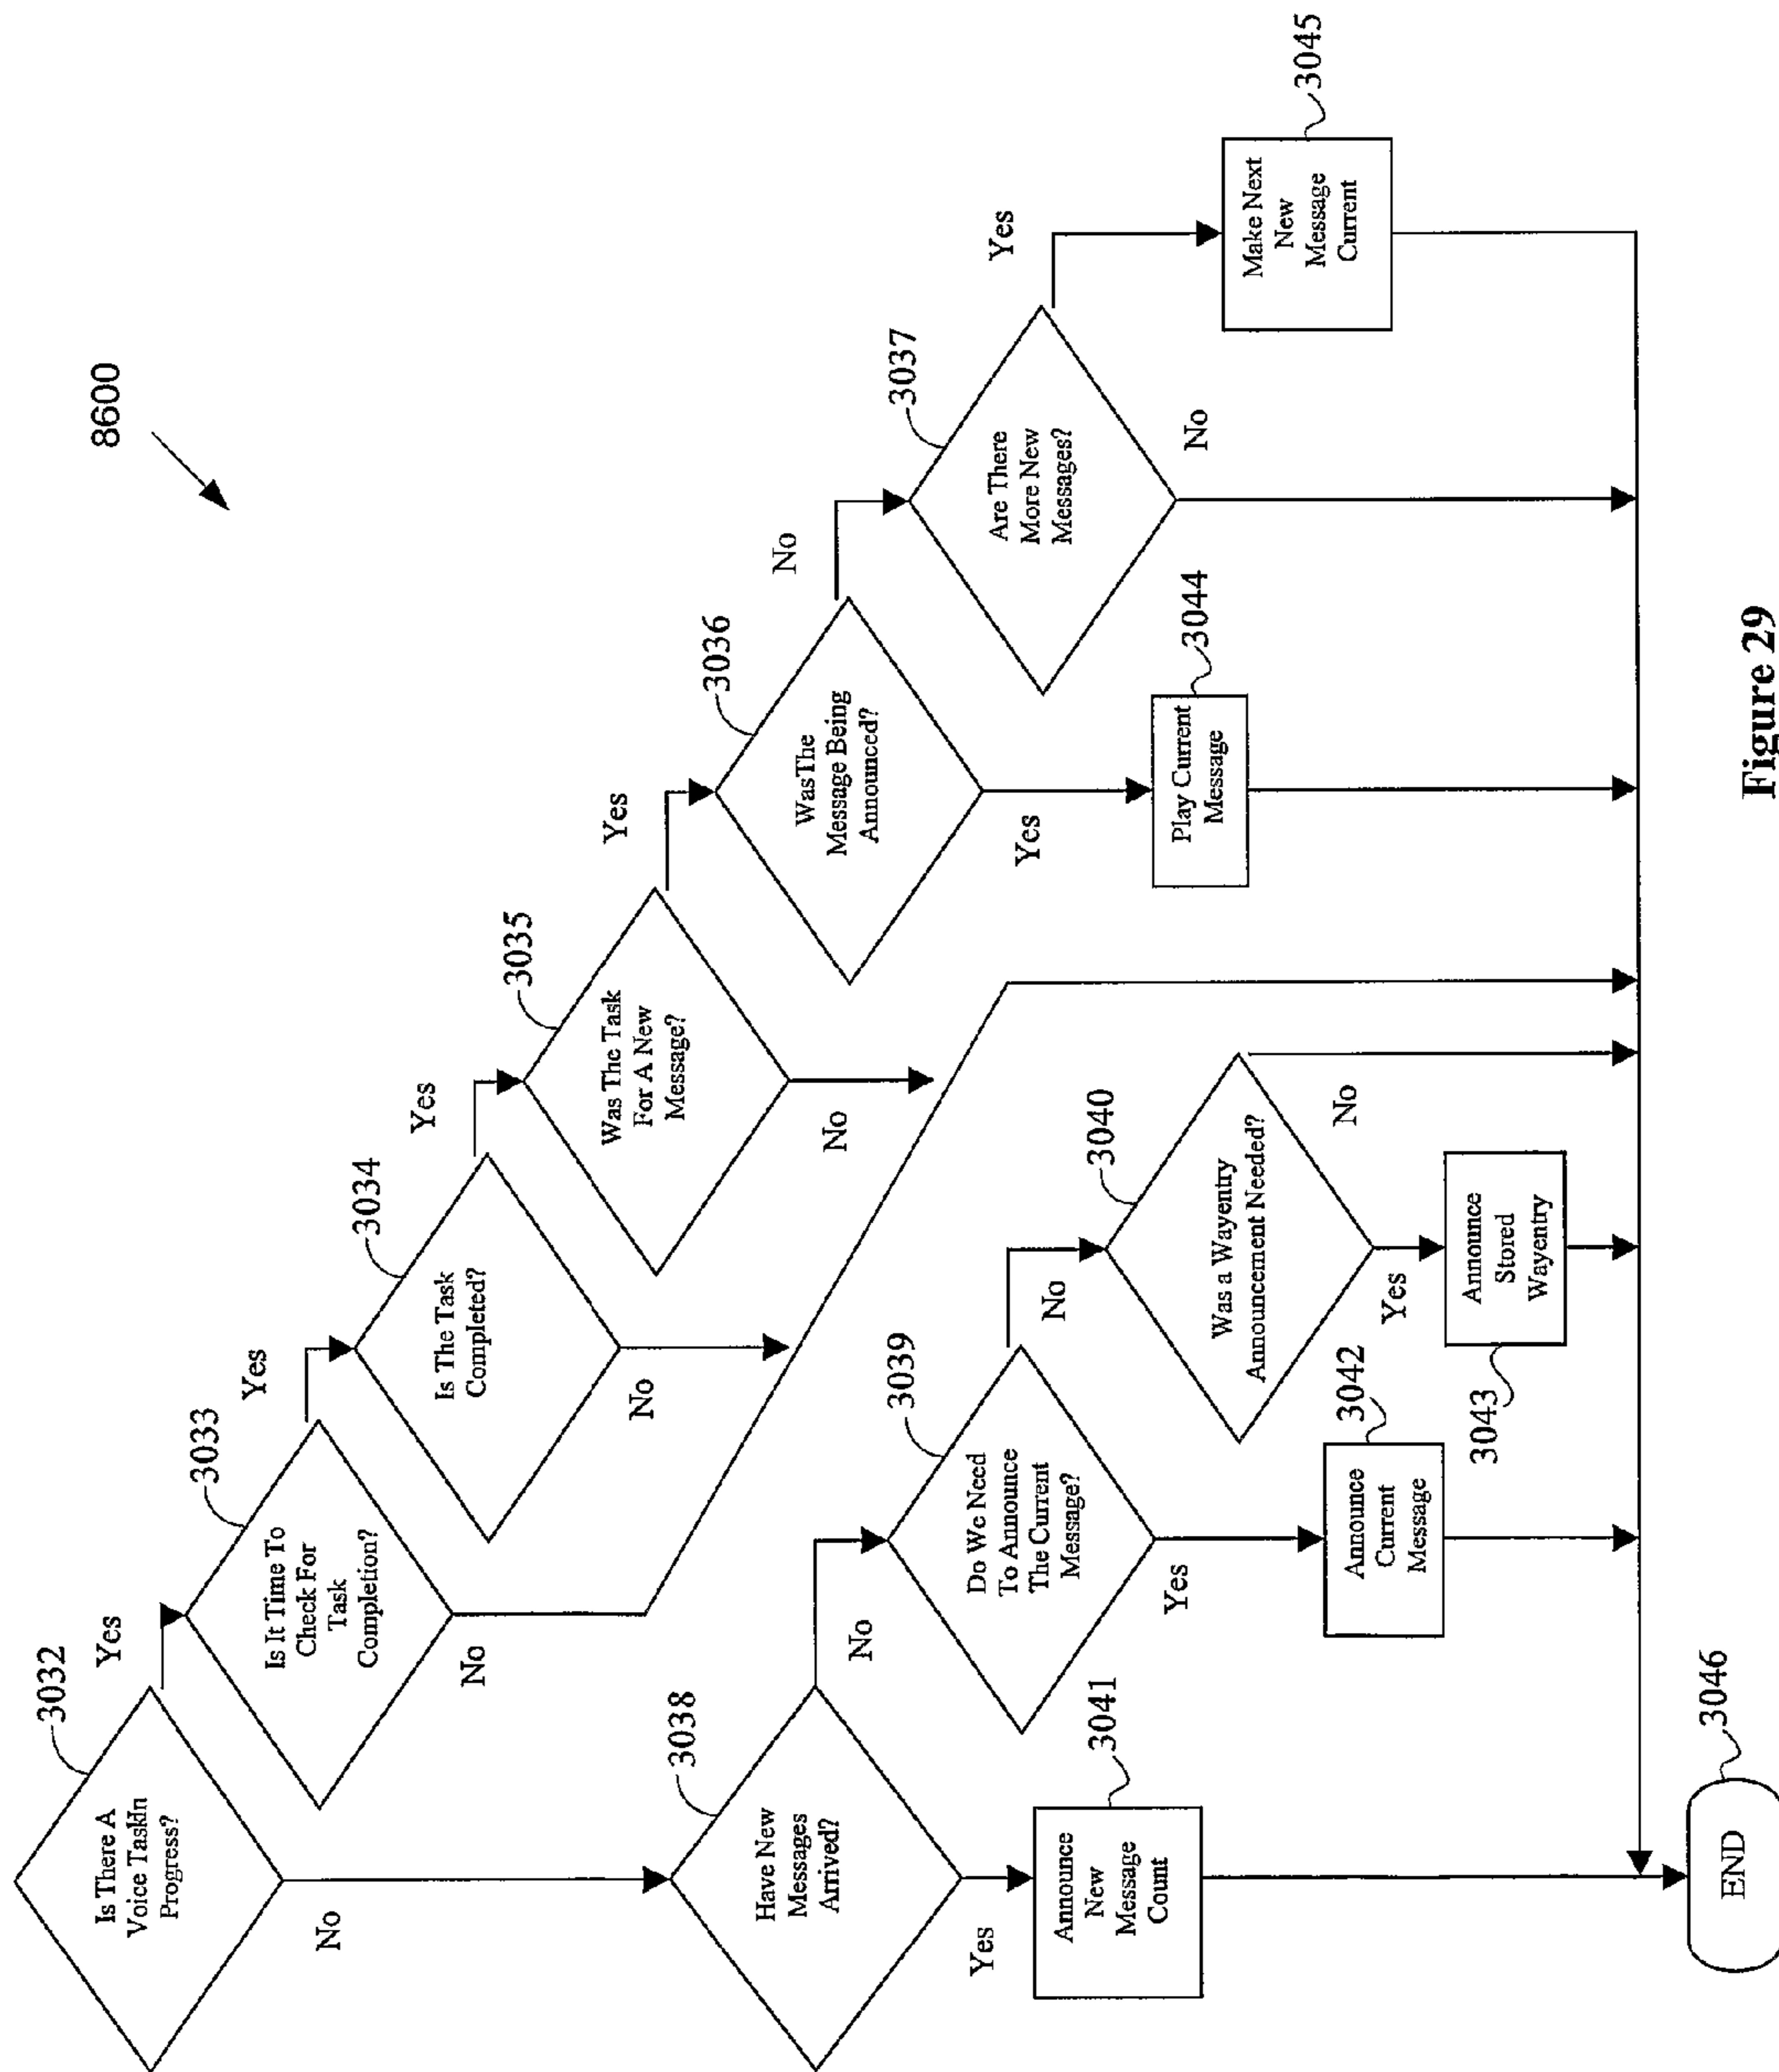 8600
3032
Is There A
Voice TaskIn
Progress?
Yes
No
3033
Is It Time To
Check For
Task
Completion?
Yes
No
3034
Is The Task
Completed?
Yes
No
3035
Was The Task
For A New
Message?
Yes
No
3036
WasThe
Message Being
Announced?
No
Yes
3037
Are There
More New
Messages?
Yes
No
3038
Have New
Messages
Arrived?
No
Yes
3039
Do We Need
To Announce
The Current
Message?
No
Yes
3040
Was a Wayentry
Announcement Needed?
No
Yes
3041
Announce
New
Message
Count
3042
Announce
Current
Message
3043
Announce
Stored
Wayentry
3044
Play Current
Message
3045
Make Next
New
Message
Current
3046
END
Figure 29